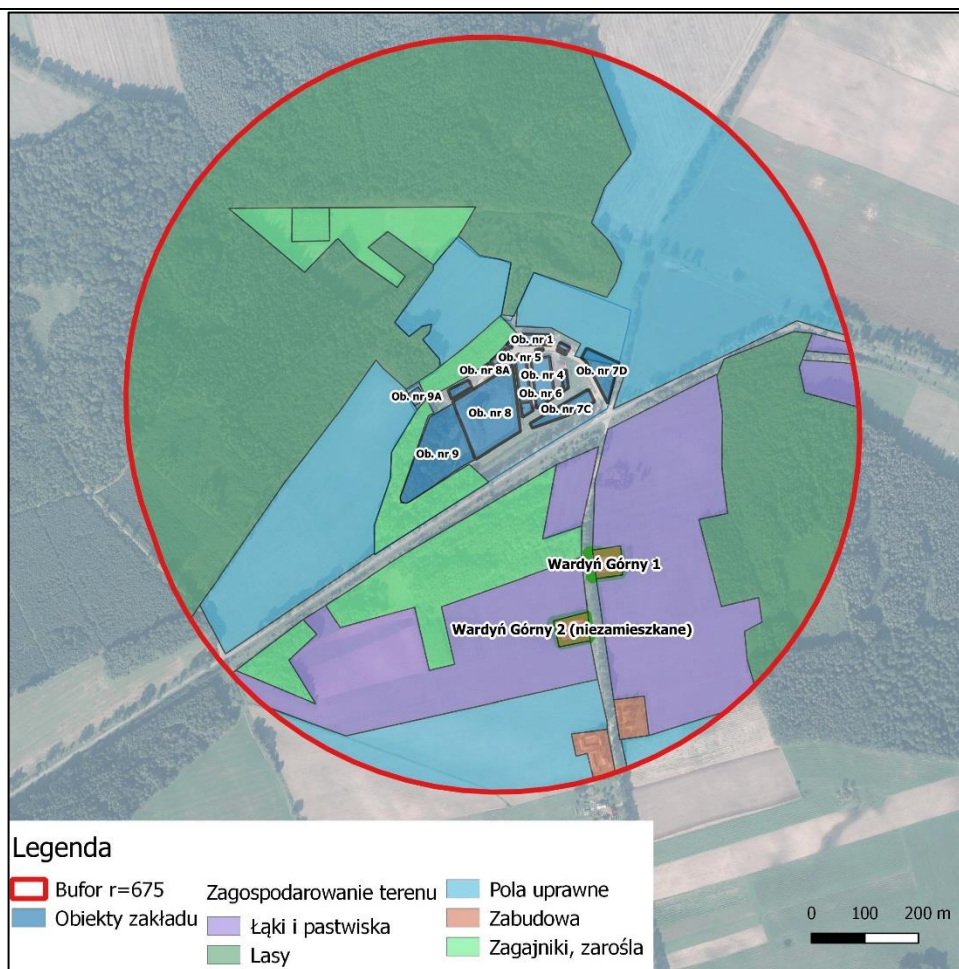 Ob. nr 1
Ob. nr 5
Ob. nr 8A
Ob. nr 4
Ob. nr 7D
Ob. nr 9A
Ob. nr 6
Ob. nr 8
Ob. nr 7C
Ob. nr 9
Wardyń Górny 1
Wardyń Górny 2 (niezamieszkane)
Legenda
Bufor r=675
Obiekty zakładu
Zagospodarowanie terenu
Łąki i pastwiska
Lasy
Pola uprawne
Zabudowa
Zagajniki, zarośla
0 100 200 m